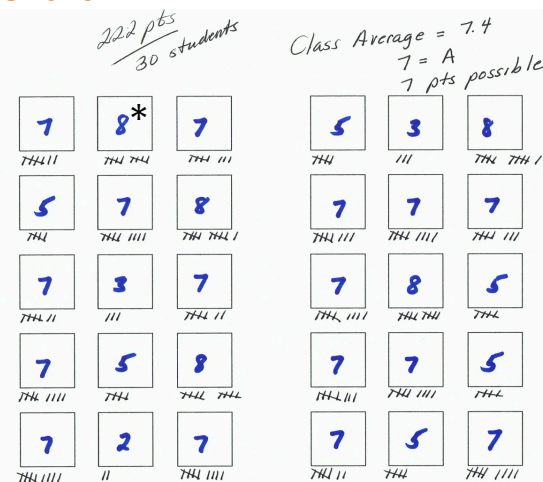 222 pts
30 students
Class Average = 7.4
7 = A
7 pts possible
7 8* 7
5 7 8
7 3 7
7 5 8
7 2 7
5 3 8
7 7 7
7 8 5
7 7 5
7 5 7